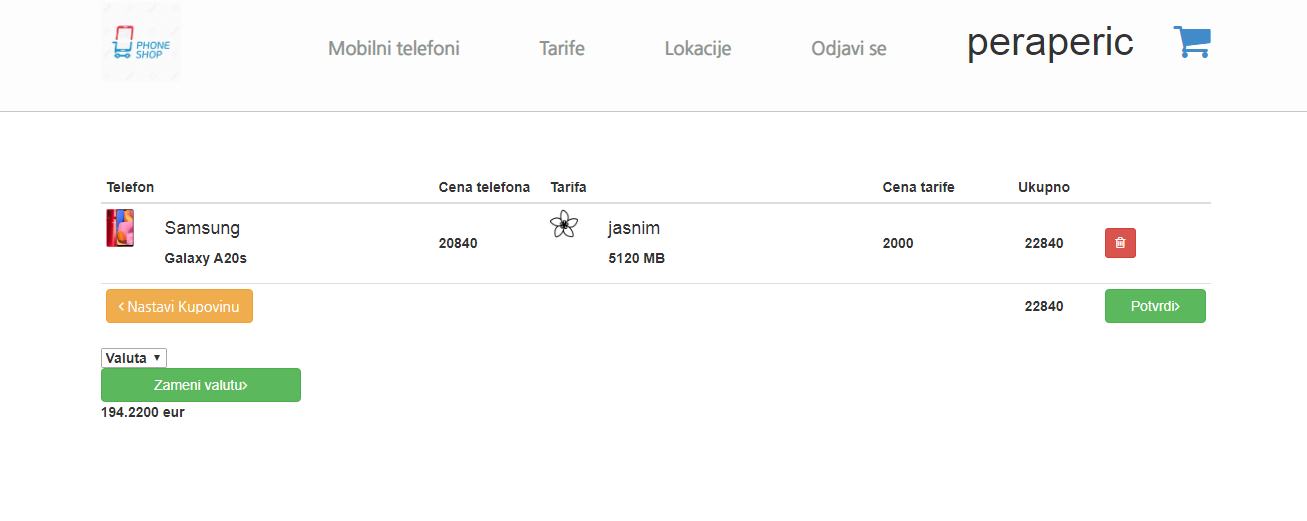 PHONE
SHOP
Mobilni telefoni Tarife Lokacije Odjavi se peraperic
Telefon Cena telefona Tarifa Cena tarife Ukupno
Samsung jasnim
Galaxy A20s 20840 5120 MB 2000 22840
< Nastavi Kupovinu 22840 Potvrdi>
Valuta
Zameni valutu>
194.2200 eur